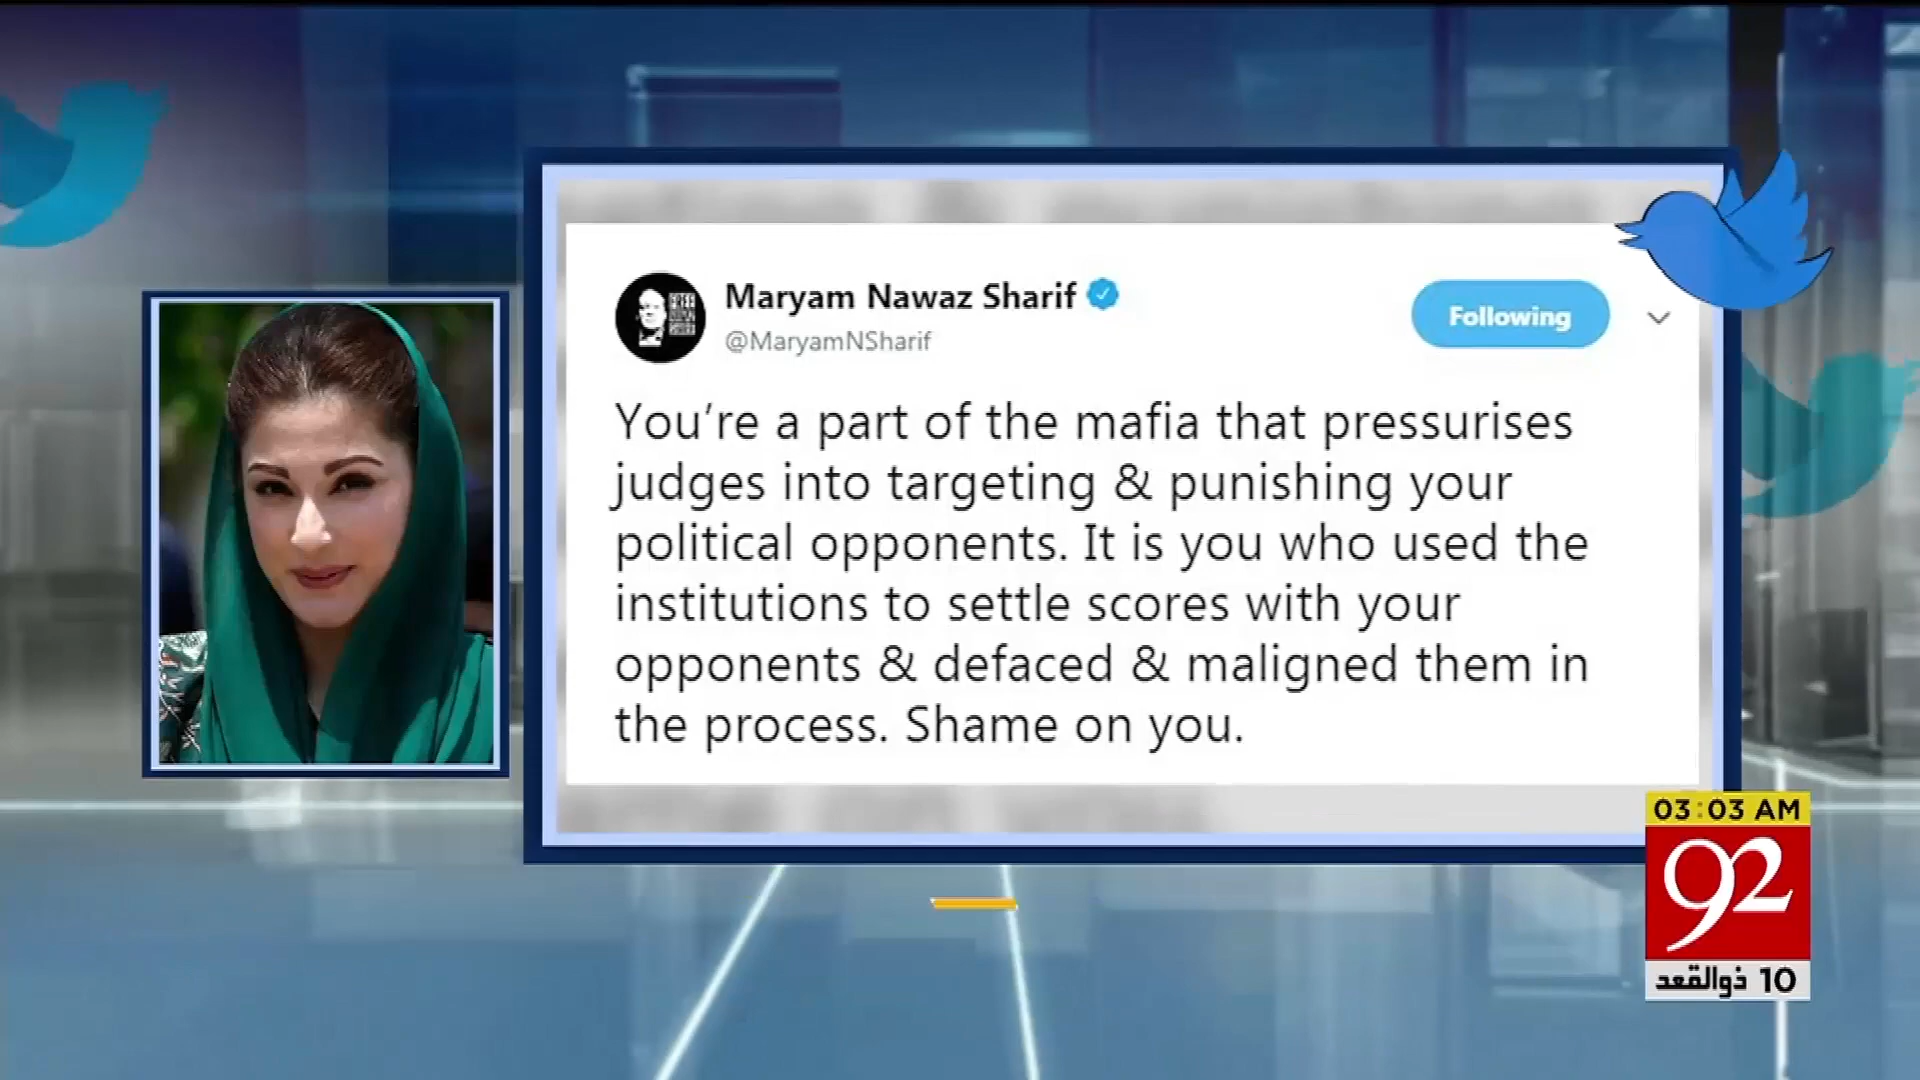 Maryam Nawaz Sharif
@MaryamNSharif
Following
You're a part of the mafia that pressurises
judges into targeting & punishing your
political opponents. It is you who used the
institutions to settle scores with your
opponents & defaced & maligned them in
the process. Shame on you.
03:03 AM
92
10 ذوالقعد